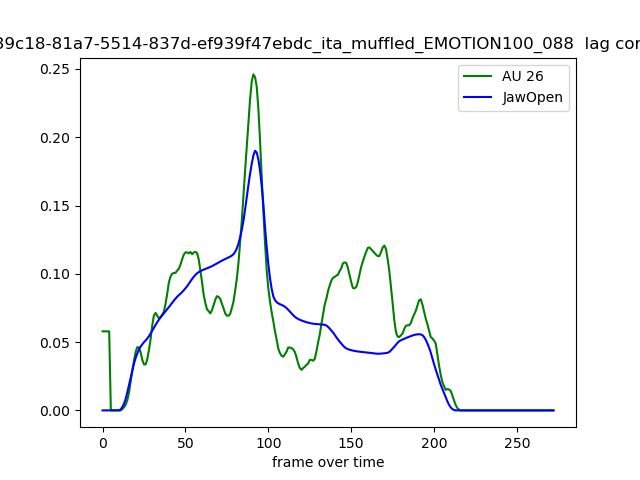 39c18-81a7-5514-837d-ef939f47ebdc_ita_muffled_EMOTION100_088  lag cor
AU 26
JawOpen
0.25
0.20
0.15
0.10
0.05
0.00
0 50 100 150 200 250
frame over time